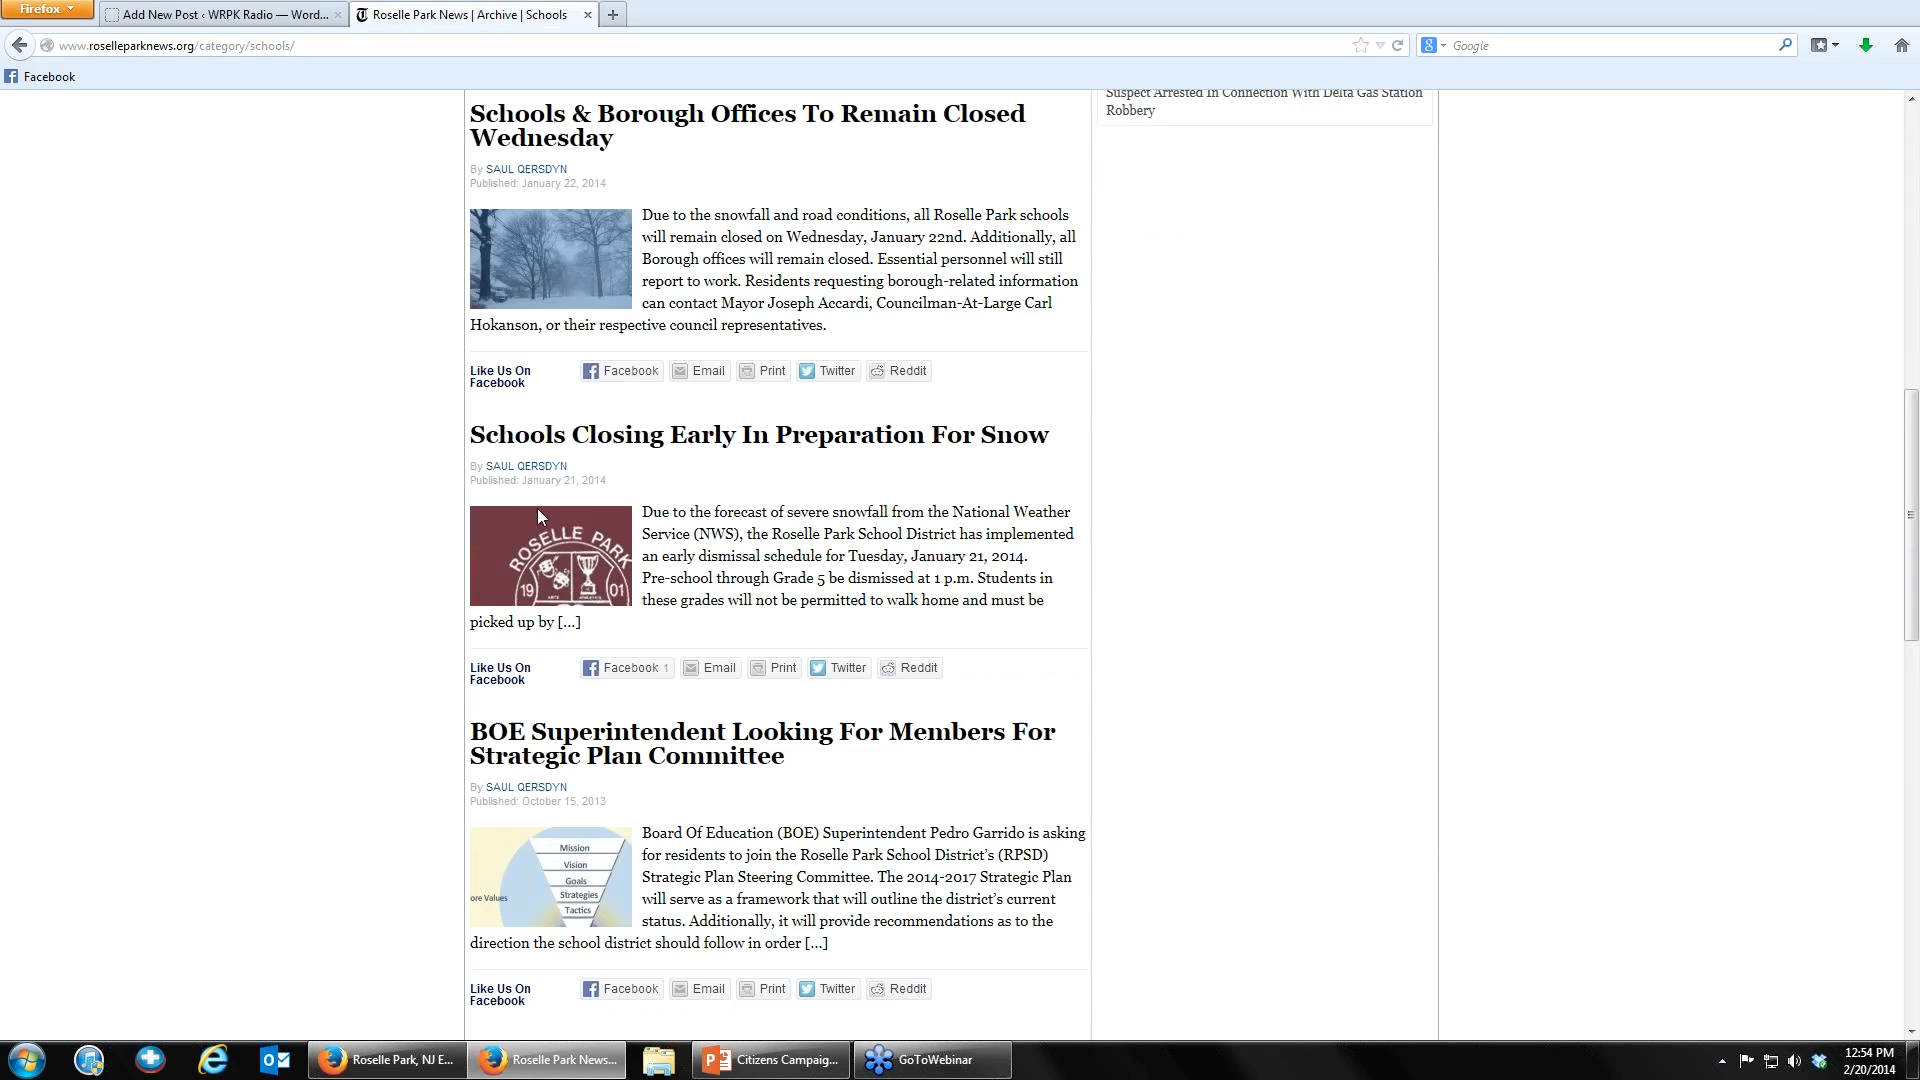 Firefox
Add New Post ‹ WRPK Radio — Word...
Roselle Park News | Archive | Schools
www.roselleparknews.org/category/schools/
Google
Facebook
Schools & Borough Offices To Remain Closed
Wednesday
By SAUL QERSDYN
Published: January 22, 2014
Due to the snowfall and road conditions, all Roselle Park schools
will remain closed on Wednesday, January 22nd. Additionally, all
Borough offices will remain closed. Essential personnel will still
report to work. Residents requesting borough-related information
can contact Mayor Joseph Accardi, Councilman-At-Large Carl
Hokanson, or their respective council representatives.
Like Us On
Facebook
Facebook Email Print Twitter Reddit
Schools Closing Early In Preparation For Snow
By SAUL QERSDYN
Published: January 21, 2014
ROSELLE PARK
19 01
Due to the forecast of severe snowfall from the National Weather
Service (NWS), the Roselle Park School District has implemented
an early dismissal schedule for Tuesday, January 21, 2014.
Pre-school through Grade 5 be dismissed at 1 p.m. Students in
these grades will not be permitted to walk home and must be
picked up by [...]
Like Us On
Facebook
Facebook 1 Email Print Twitter Reddit
BOE Superintendent Looking For Members For
Strategic Plan Committee
By SAUL QERSDYN
Published: October 15, 2013
Mission
Vision
Goals
Strategies
Tactics
ore Values
Board Of Education (BOE) Superintendent Pedro Garrido is asking
for residents to join the Roselle Park School District's (RPSD)
Strategic Plan Steering Committee. The 2014-2017 Strategic Plan
will serve as a framework that will outline the district's current
status. Additionally, it will provide recommendations as to the
direction the school district should follow in order [...]
Like Us On
Facebook
Facebook Email Print Twitter Reddit
Suspect Arrested In Connection With Delta Gas Station
Robbery
Roselle Park, NJ E...
Roselle Park News...
Citizens Campaig...
GoToWebinar
12:54 PM
2/20/2014